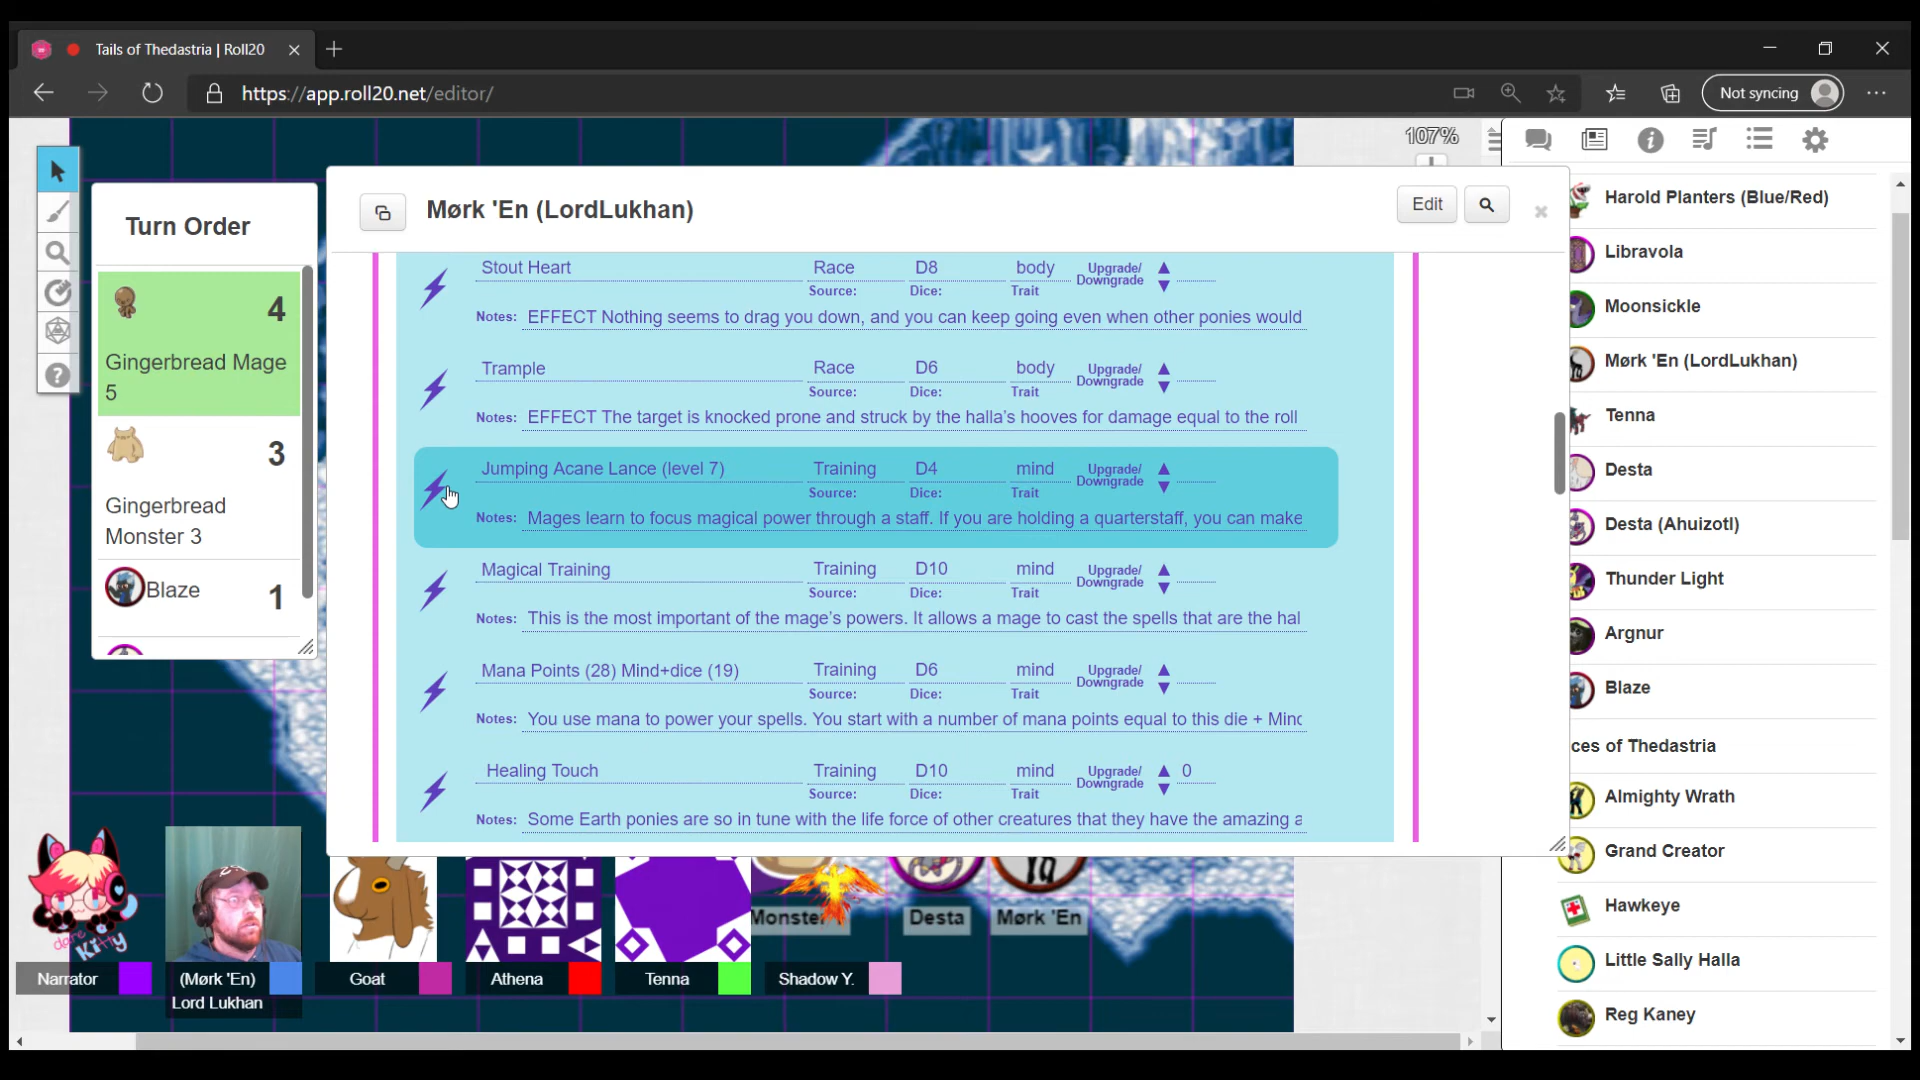 Tails of Thedastria | Roll20
https://app.roll20.net/editor/
Not syncing
107%
Turn Order
4
Gingerbread Mage
5
3
Gingerbread
Monster 3
Blaze
1
Mørk 'En (LordLukhan)
Edit
Stout Heart
Race
D8
body
Upgrade/
Downgrade
Source:
Dice:
Trait
Notes:
EFFECT Nothing seems to drag you down, and you can keep going even when other ponies would
Trample
Race
D6
body
Upgrade/
Downgrade
Source:
Dice:
Trait
Notes:
EFFECT The target is knocked prone and struck by the halla's hooves for damage equal to the roll
Jumping Acane Lance (level 7)
Training
D4
mind
Upgrade/
Downgrade
Source:
Dice:
Trait
Notes:
Mages learn to focus magical power through a staff. If you are holding a quarterstaff, you can make
Magical Training
Training
D10
mind
Upgrade/
Downgrade
Source:
Dice:
Trait
Notes:
This is the most important of the mage's powers. It allows a mage to cast the spells that are the hal
Mana Points (28) Mind+dice (19)
Training
D6
mind
Upgrade/
Downgrade
Source:
Dice:
Trait
Notes:
You use mana to power your spells. You start with a number of mana points equal to this die + Mind
Healing Touch
Training
D10
mind
Upgrade/
Downgrade
0
Source:
Dice:
Trait
Notes:
Some Earth ponies are so in tune with the life force of other creatures that they have the amazing a
Harold Planters (Blue/Red)
Libravola
Moonsickle
Mørk 'En (LordLukhan)
Tenna
Desta
Desta (Ahuizotl)
Thunder Light
Argnur
Blaze
ces of Thedastria
Almighty Wrath
Grand Creator
Hawkeye
Little Sally Halla
Reg Kaney
Desta
Mørk 'En
dare
Kitty
Narrator
(Mørk 'En)
Lord Lukhan
Goat
Athena
Tenna
Shadow Y.